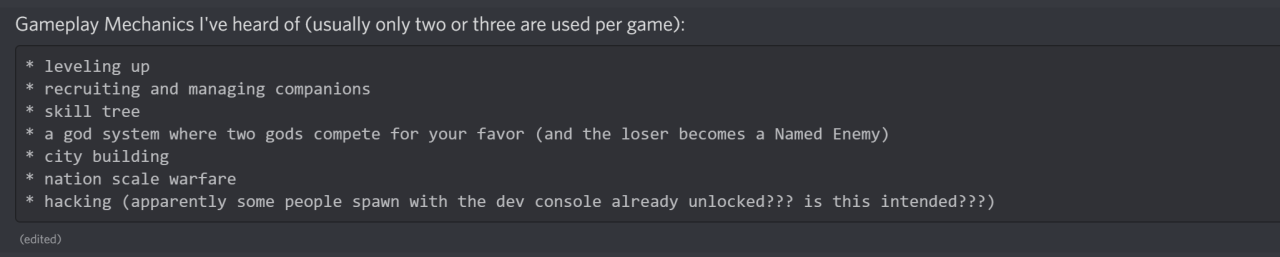 Gameplay Mechanics I've heard of (usually only two or three are used per game):
* leveling up
* recruiting and managing companions
* skill tree
* a god system where two gods compete for your favor (and the loser becomes a Named Enemy)
* city building
* nation scale warfare
* hacking (apparently some people spawn with the dev console already unlocked??? is this intended???)
(edited)